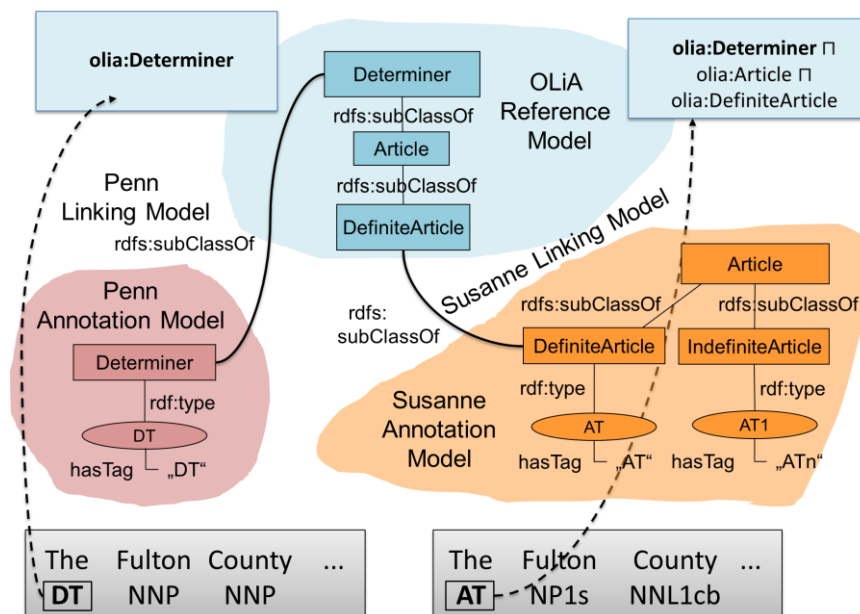 olia:Determiner
olia:Determiner ⊓
olia:Article ⊓
olia:DefiniteArticle
OLiA
Reference
Model
Determiner
rdfs:subClassOf
Article
rdfs:subClassOf
DefiniteArticle
Penn
Linking Model
rdfs:subClassOf
Susanne Linking Model
rdfs:
subClassOf
Penn
Annotation Model
Determiner
rdf:type
DT
hasTag „DT“
Article
rdfs:subClassOf rdfs:subClassOf
DefiniteArticle IndefiniteArticle
rdf:type rdf:type
Susanne
Annotation
Model
AT AT1
hasTag „AT“ hasTag „ATn“
The Fulton County ...
DT NNP NNP
The Fulton County ...
AT NP1s NNL1cb